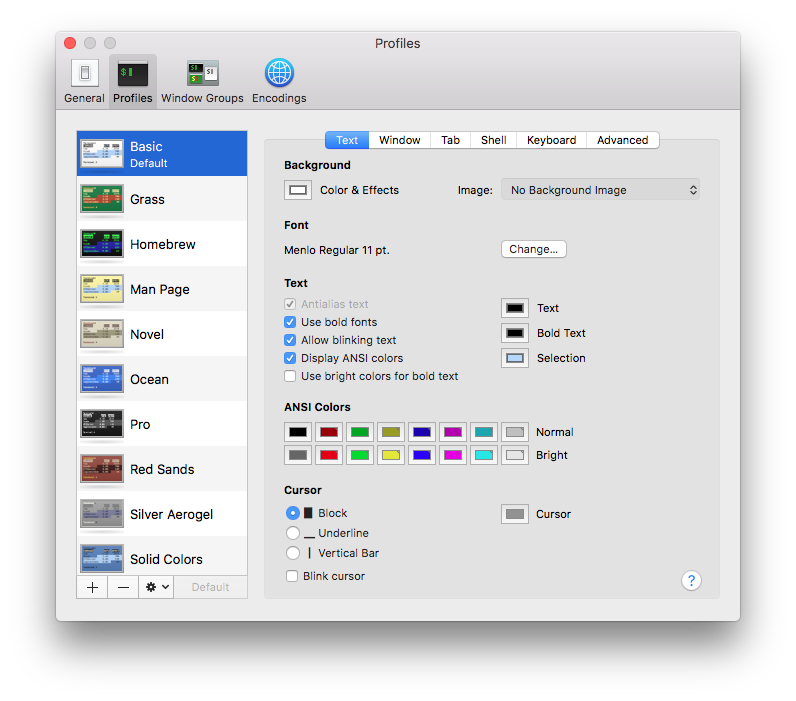 Profiles
General Profiles Window Groups Encodings
Basic
Default
Grass
Homebrew
Man Page
Novel
Ocean
Pro
Red Sands
Silver Aerogel
Solid Colors
Default
Text Window Tab Shell Keyboard Advanced
Background
Color & Effects Image: No Background Image
Font
Menlo Regular 11 pt. Change...
Text
Antialias text
Use bold fonts
Allow blinking text
Display ANSI colors
Use bright colors for bold text
Text
Bold Text
Selection
ANSI Colors
Normal
Bright
Cursor
Block
Underline
Vertical Bar
Blink cursor
Cursor
?